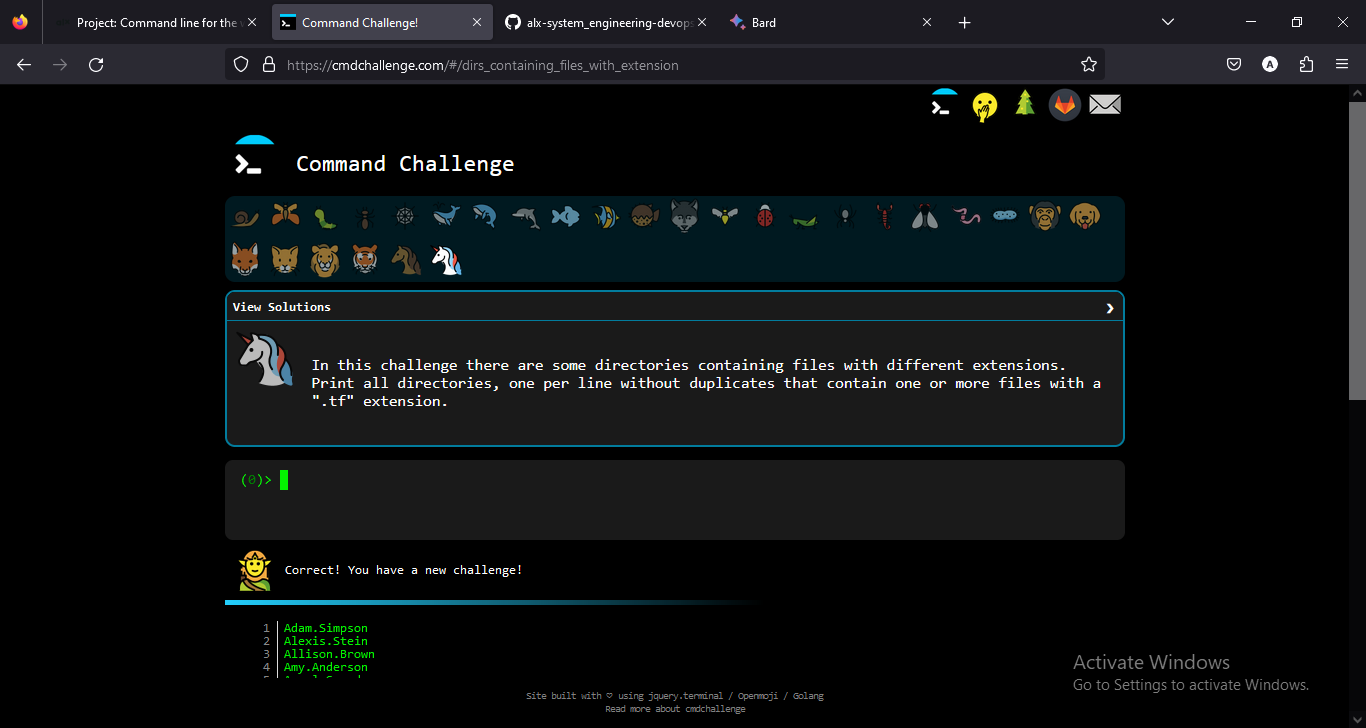 Project: Command line for the
Command Challenge!
alx-system_engineering-devops
Bard
https://cmdchallenge.com/#/dirs_containing_files_with_extension
A
Command Challenge
View Solutions
In this challenge there are some directories containing files with different extensions.
Print all directories, one per line without duplicates that contain one or more files with a
".tf" extension.
(0)>
Correct! You have a new challenge!
1 Adam.Simpson
2 Alexis.Stein
3 Allison.Brown
4 Amy.Anderson
Activate Windows
Go to Settings to activate Windows.
Site built with ♡ using jquery.terminal / Openmoji / Golang
Read more about cmdchallenge